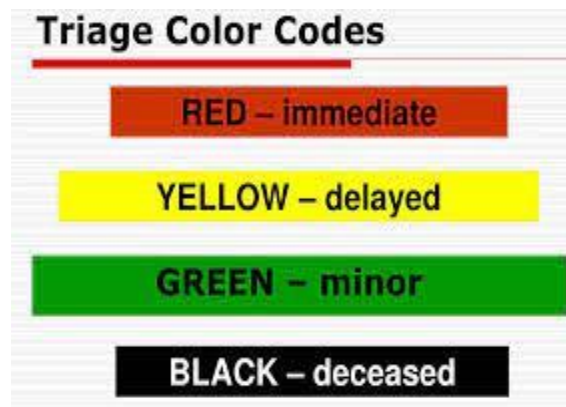 Triage Color Codes
RED – immediate
YELLOW – delayed
GREEN – minor
BLACK – deceased